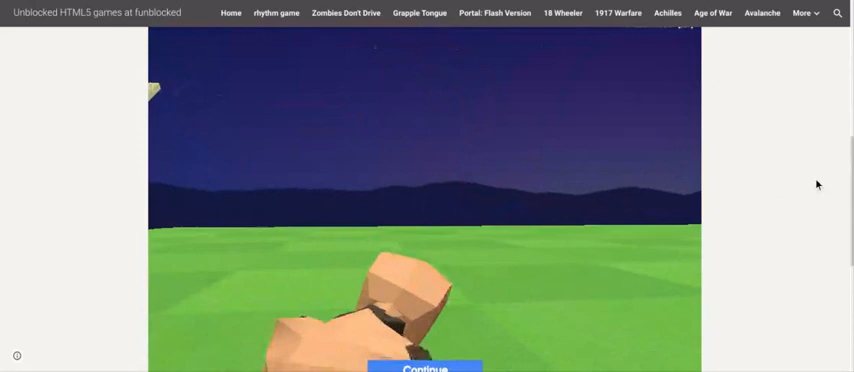 Unblocked HTML5 games at funblocked
Home rhythm game Zombies Don't Drive Grapple Tongue Portal: Flash Version 18 Wheeler 1917 Warfare Achilles Age of War Avalanche More
Continue